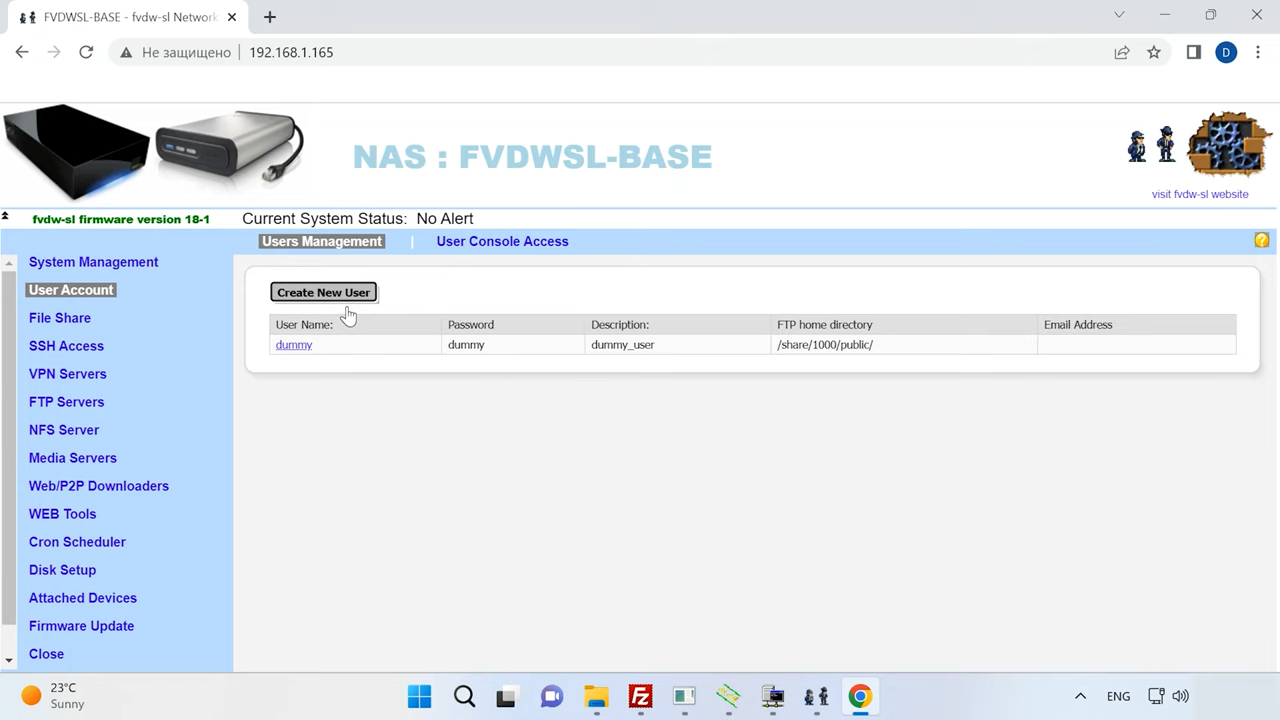 FVDWSL-BASE - fvdw-sl Network
Не защищено
192.168.1.165
D
NAS : FVDWSL-BASE
visit fvdw-sl website
fvdw-sl firmware version 18-1
Current System Status: No Alert
Users Management | User Console Access
System Management
User Account
File Share
SSH Access
VPN Servers
FTP Servers
NFS Server
Media Servers
Web/P2P Downloaders
WEB Tools
Cron Scheduler
Disk Setup
Attached Devices
Firmware Update
Close
Create New User
User Name: Password Description: FTP home directory Email Address
dummy dummy dummy_user /share/1000/public/
23°C
Sunny
Fz
ENG